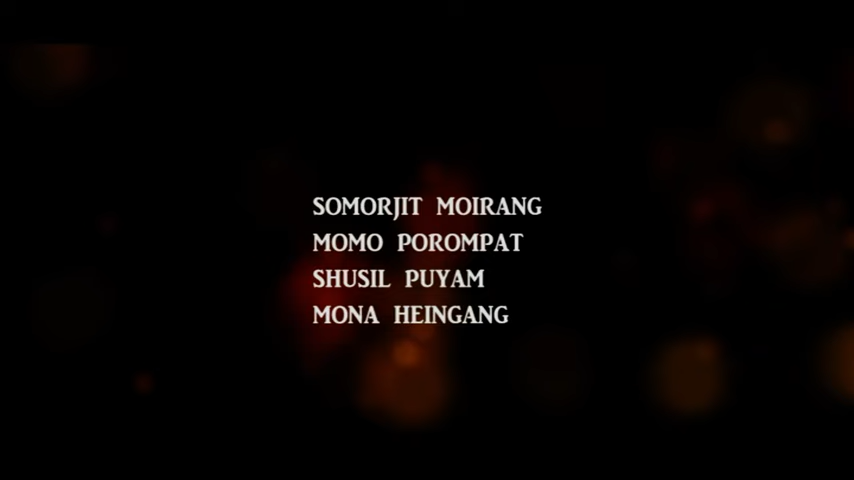 SOMORJIT MOIRANG
MOMO POROMPAT
SHUSIL PUYAM
MONA HEINGANG